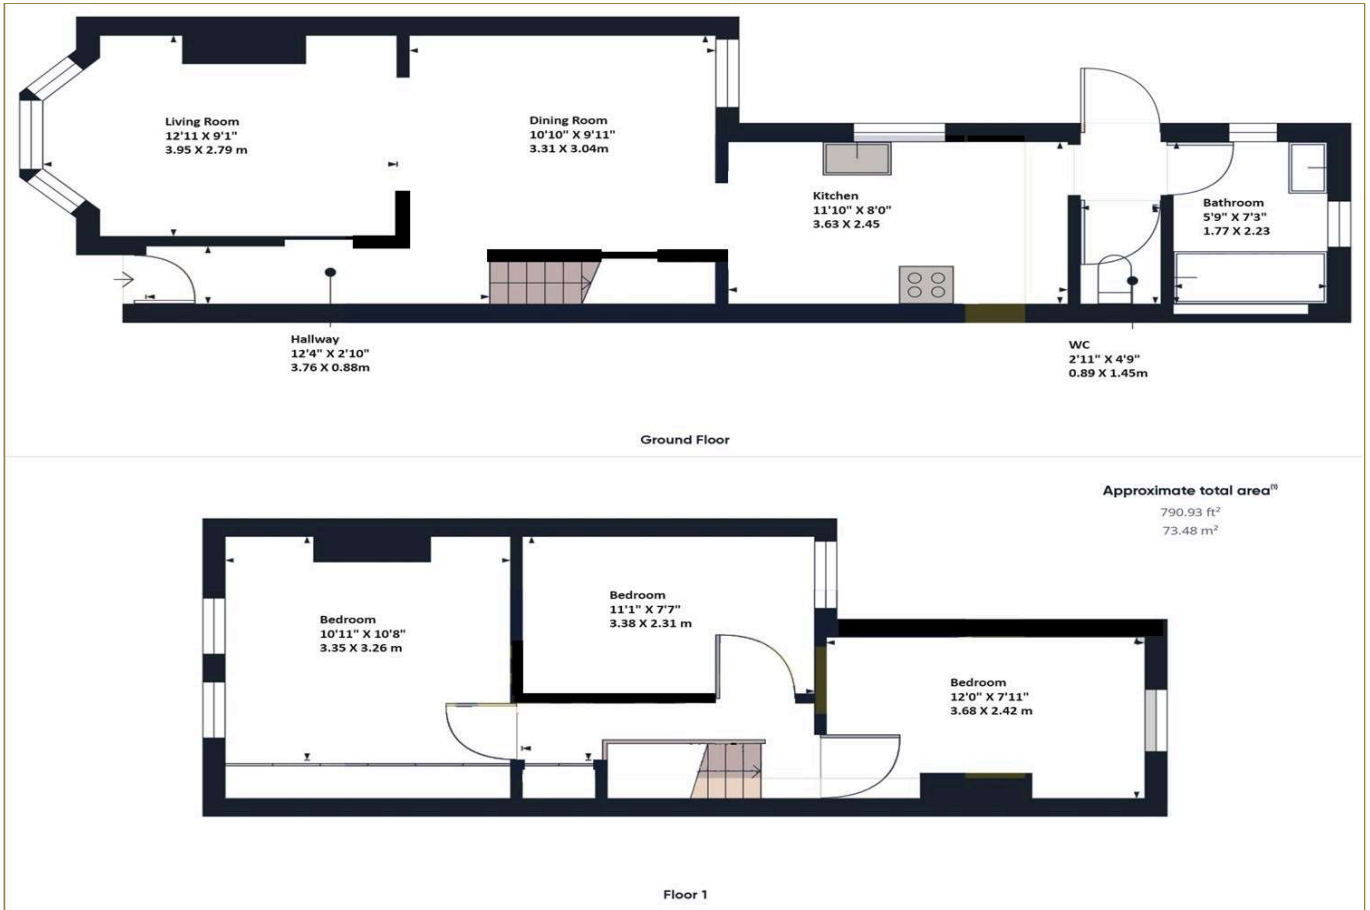 Living Room
12'11 X 9'1"
3.95 X 2.79 m
Dining Room
10'10" X 9'11"
3.31 X 3.04m
Kitchen
11'10" X 8'0"
3.63 X 2.45
Bathroom
5'9" X 7'3"
1.77 X 2.23
Hallway
12'4" X 2'10"
3.76 X 0.88m
WC
2'11" X 4'9"
0.89 X 1.45m
Ground Floor
Approximate total area⁽¹⁾
790.93 ft²
73.48 m²
Bedroom
10'11" X 10'8"
3.35 X 3.26 m
Bedroom
11'1" X 7'7"
3.38 X 2.31 m
Bedroom
12'0" X 7'11"
3.68 X 2.42 m
Floor 1